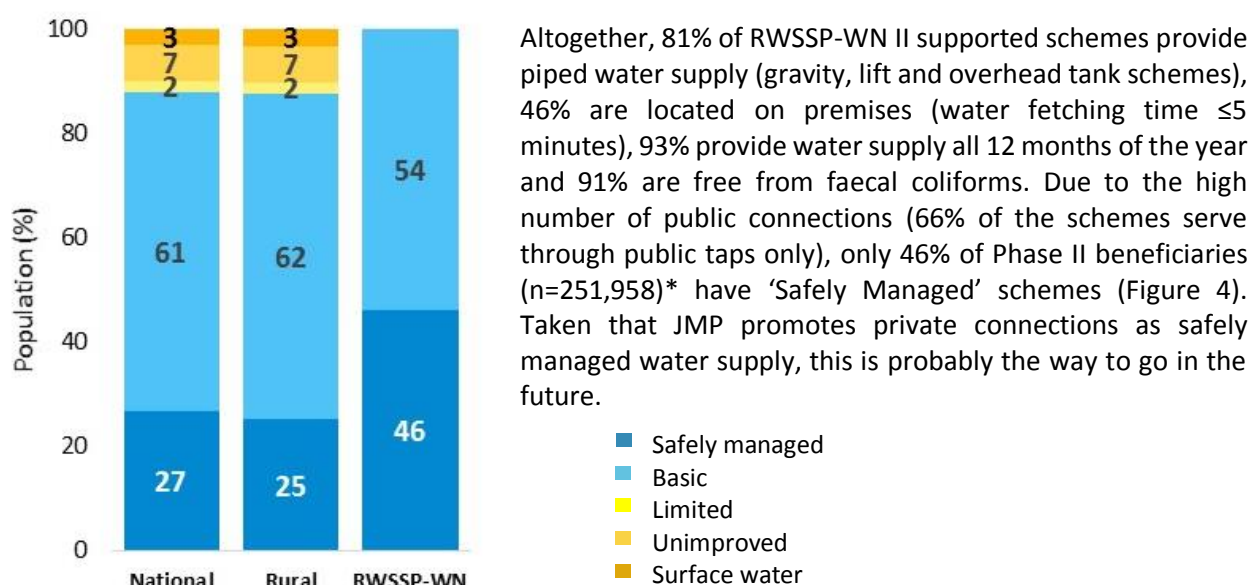 100
80
60
40
20
0
Population (%)
3
7
2
61
27
3
7
2
62
25
54
46
National
Rural
RWSSP-WN
Altogether, 81% of RWSSP-WN II supported schemes provide
piped water supply (gravity, lift and overhead tank schemes),
46% are located on premises (water fetching time ≤5
minutes), 93% provide water supply all 12 months of the year
and 91% are free from faecal coliforms. Due to the high
number of public connections (66% of the schemes serve
through public taps only), only 46% of Phase II beneficiaries
(n=251,958)* have ‘Safely Managed’ schemes (Figure 4).
Taken that JMP promotes private connections as safely
managed water supply, this is probably the way to go in the
future.
Safely managed
Basic
Limited
Unimproved
Surface water